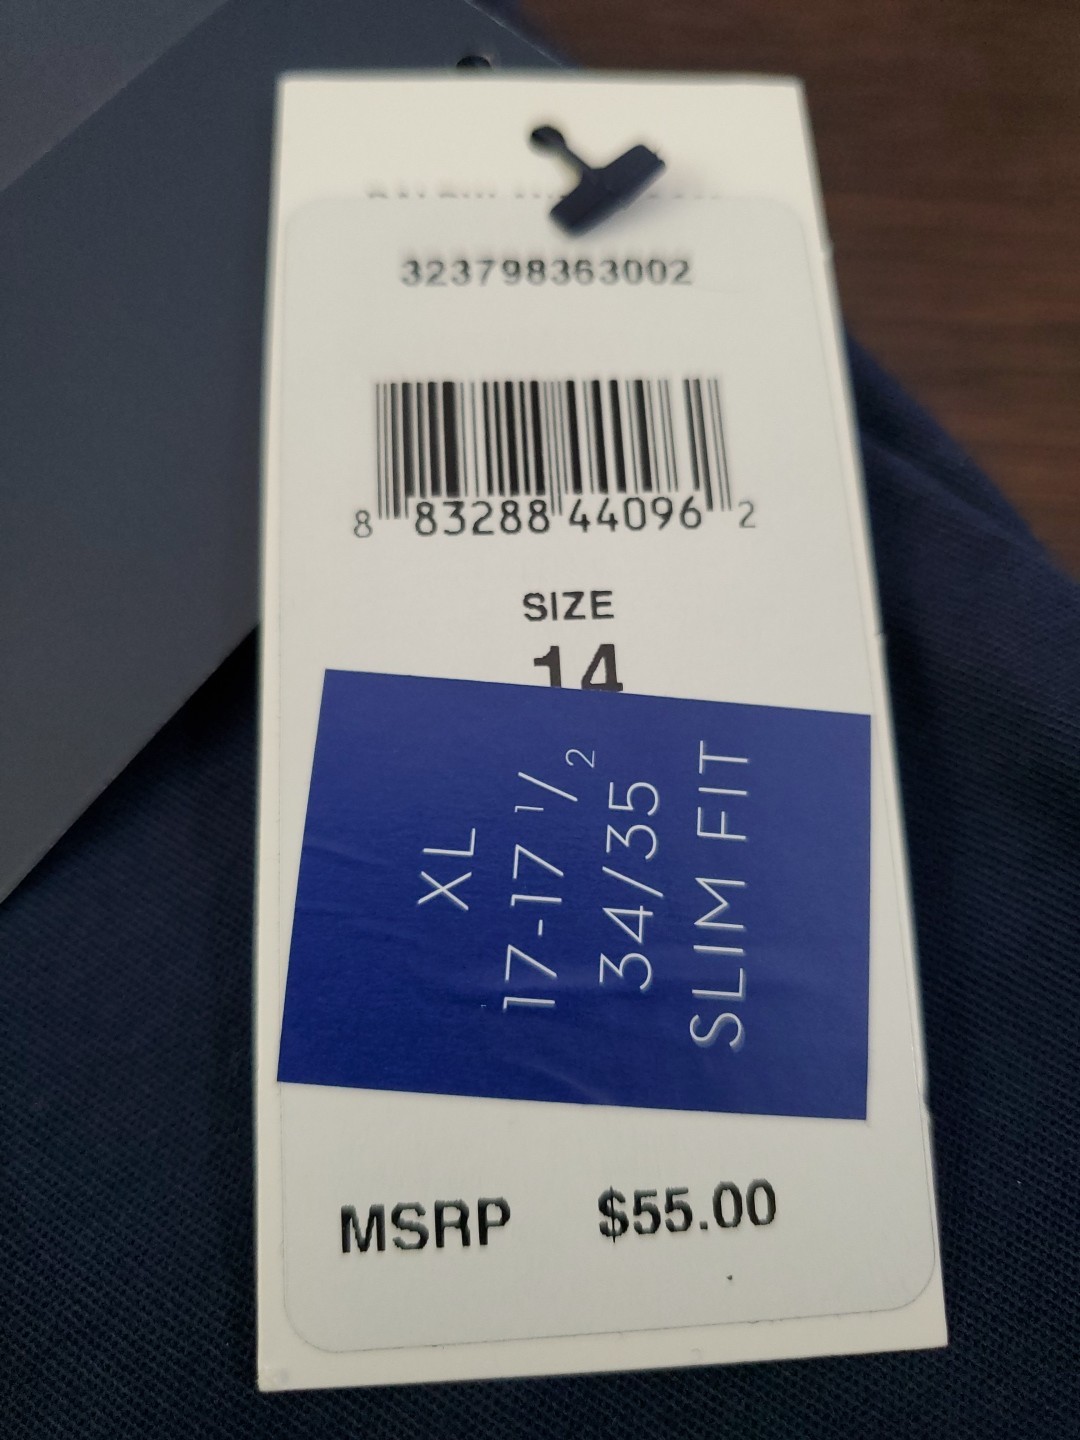 323798363002
8 83288 44096 2
SIZE
14
XL
17-17 1/2
34/35
SLIM FIT
MSRP $55.00